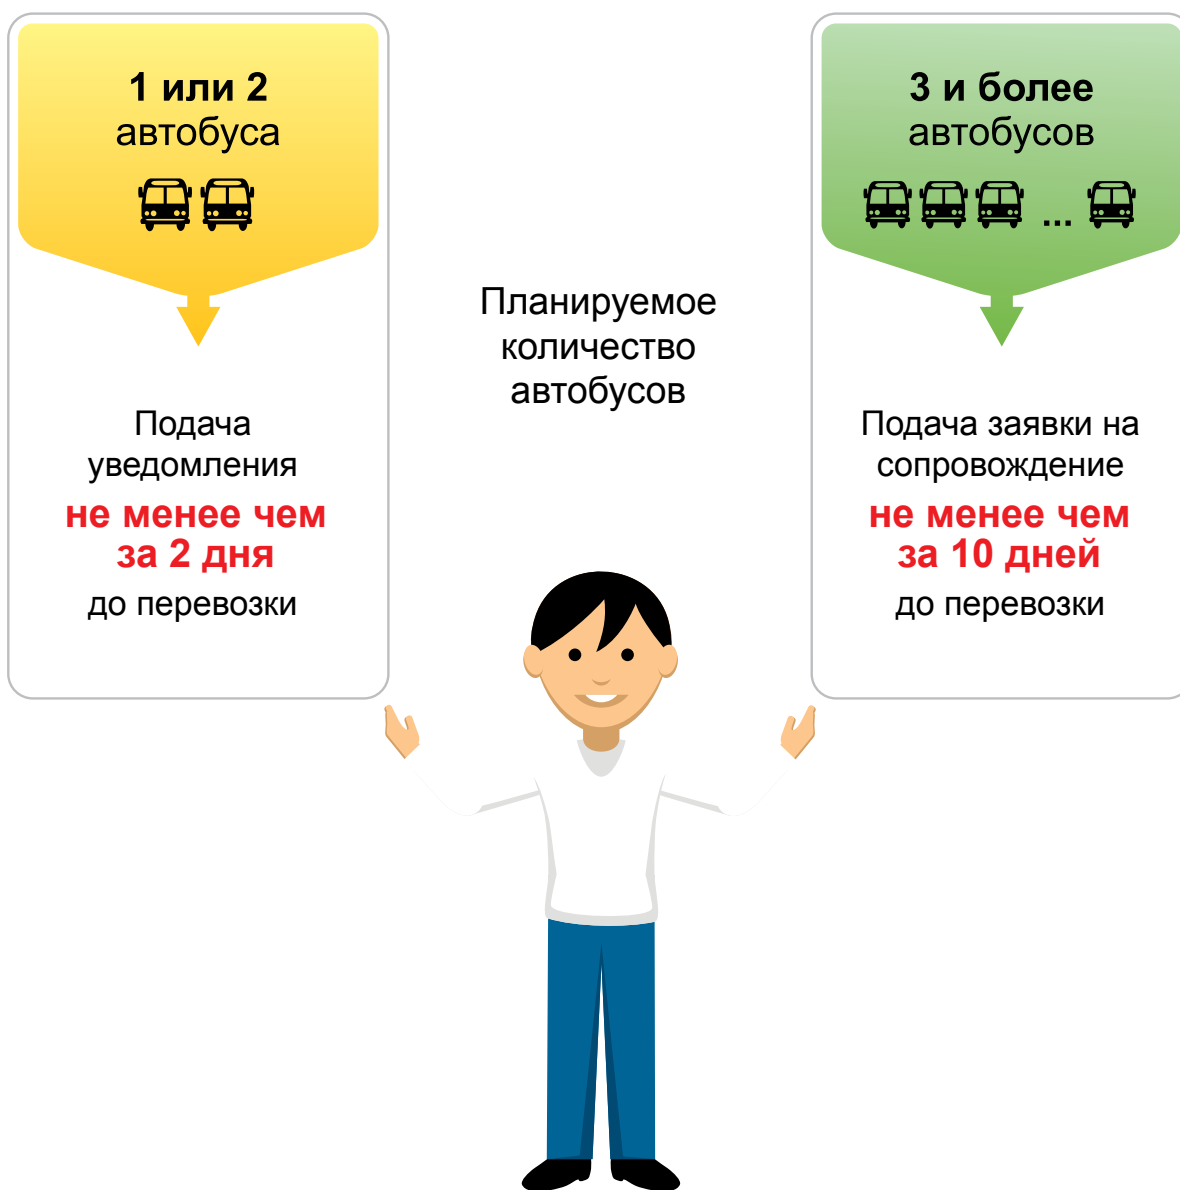 1 или 2
автобуса
Подача
уведомления
не менее чем
за 2 дня
до перевозки
Планируемое
количество
автобусов
3 и более
автобусов
...
Подача заявки на
сопровождение
не менее чем
за 10 дней
до перевозки